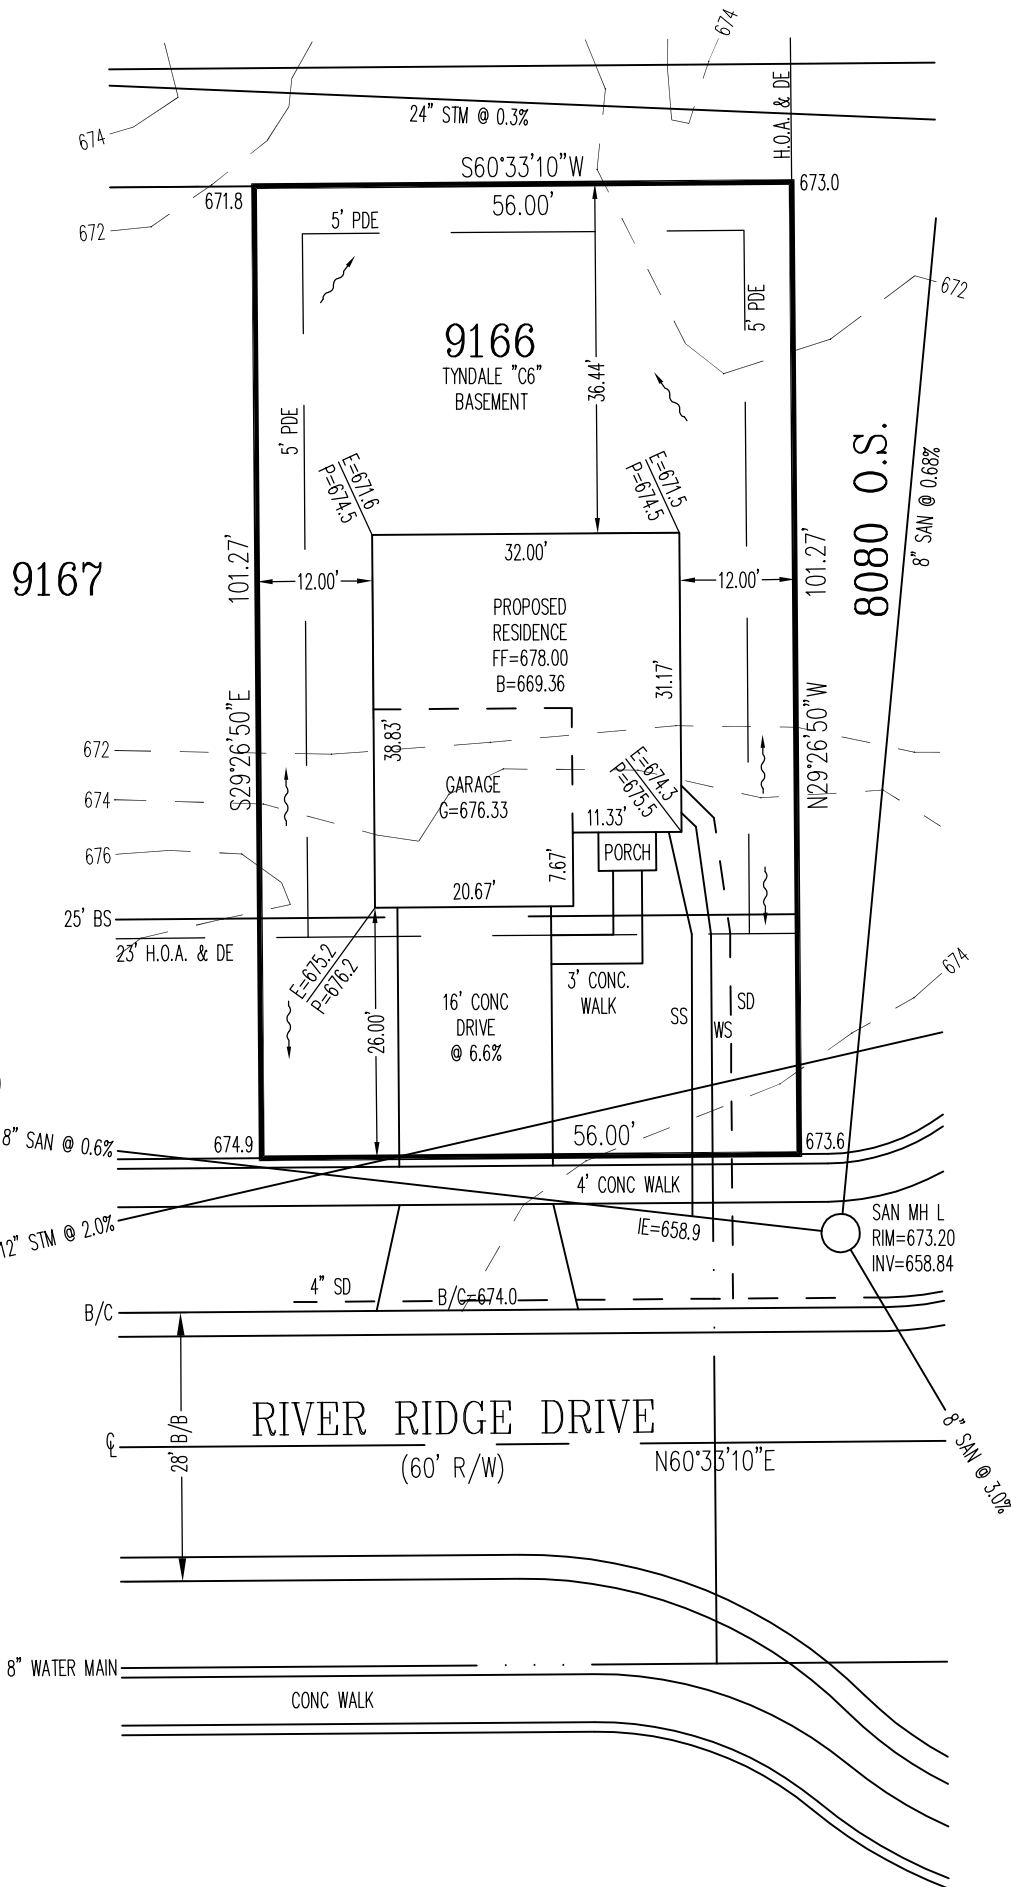 674
24" STM @ 0.3%
H.O.A. & DE
674
S60°33'10"W
673.0
671.8
56.00'
5' PDE
672
672
5' PDE
9166
TYNDALE "C6"
BASEMENT
36.44'
5' PDE
8080 O.S.
8" SAN @ 0.68%
E=671.6
P=674.5
E=671.5
P=674.5
32.00'
101.27'
12.00'
12.00'
101.27'
9167
PROPOSED
RESIDENCE
FF=678.00
B=669.36
31.17'
S29°26'50"E
N29°26'50"W
38.83'
672
E=674.3
P=675.5
GARAGE
G=676.33
674
11.33'
676
PORCH
7.67'
20.67'
25' BS
23' H.O.A. & DE
E=675.2
P=676.2
674
3' CONC.
WALK
16' CONC
DRIVE
@ 6.6%
26.00'
SS
WS
SD
8" SAN @ 0.6%
674.9
56.00'
673.6
4' CONC WALK
12" STM @ 2.0%
IE=658.9
SAN MH L
RIM=673.20
INV=658.84
4" SD
B/C=674.0
B/C
RIVER RIDGE DRIVE
28' B/B
(60' R/W)
N60°33'10"E
8" SAN @ 3.0%
8" WATER MAIN
CONC WALK